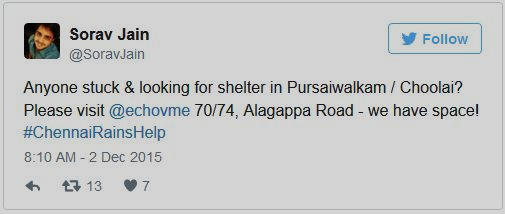 Sorav Jain
@SoravJain
Follow
Anyone stuck & looking for shelter in Pursaiwalkam / Choolai?
Please visit @echovme 70/74, Alagappa Road - we have space!
#ChennaiRainsHelp
8:10 AM - 2 Dec 2015
13 7